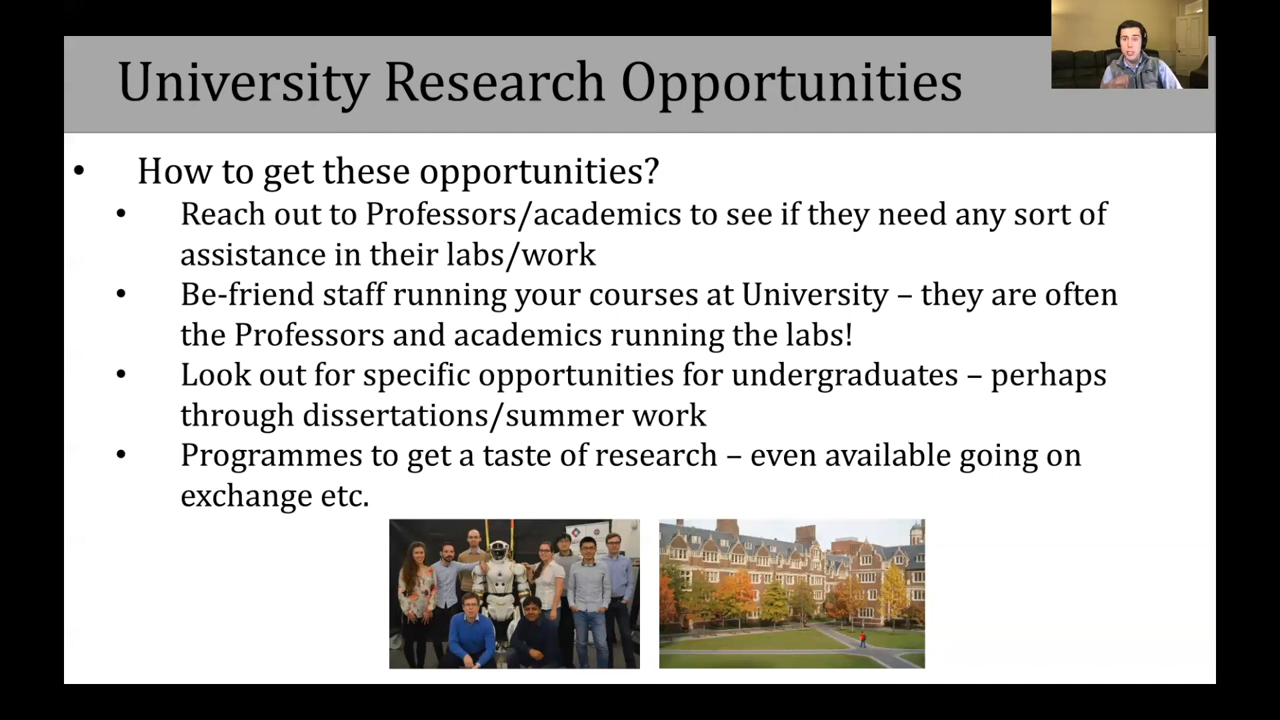 University Research Opportunities
• How to get these opportunities?
• Reach out to Professors/academics to see if they need any sort of
assistance in their labs/work
• Be-friend staff running your courses at University – they are often
the Professors and academics running the labs!
• Look out for specific opportunities for undergraduates – perhaps
through dissertations/summer work
• Programmes to get a taste of research – even available going on
exchange etc.